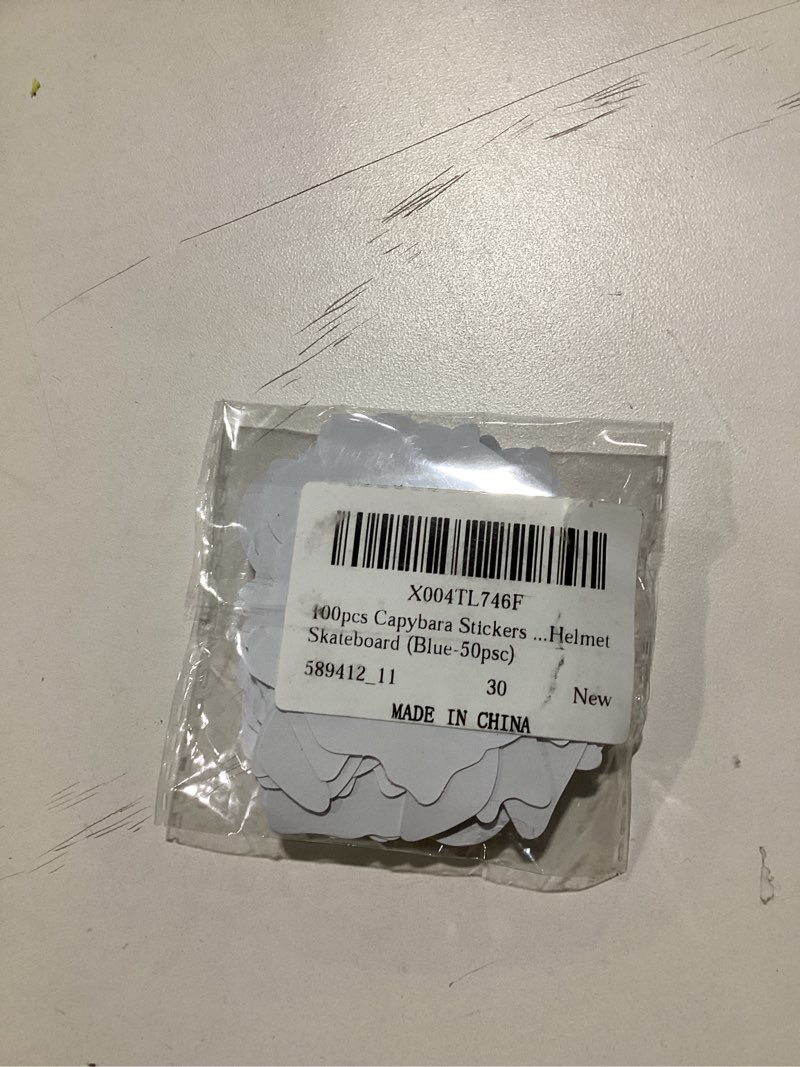 X004TL746F
100pcs Capybara Stickers ...Helmet
Skateboard (Blue-50psc)
589412_11 30 New
MADE IN CHINA